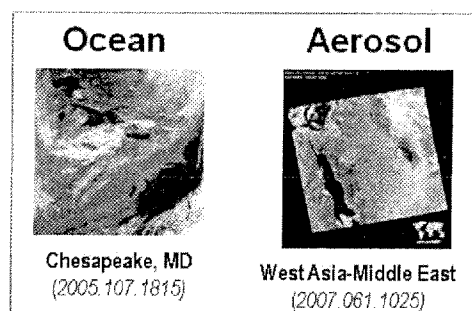 Ocean
Aerosol
Chesapeake, MD
(2005.107.1815)
West Asia-Middle East
(2007.061.1025)